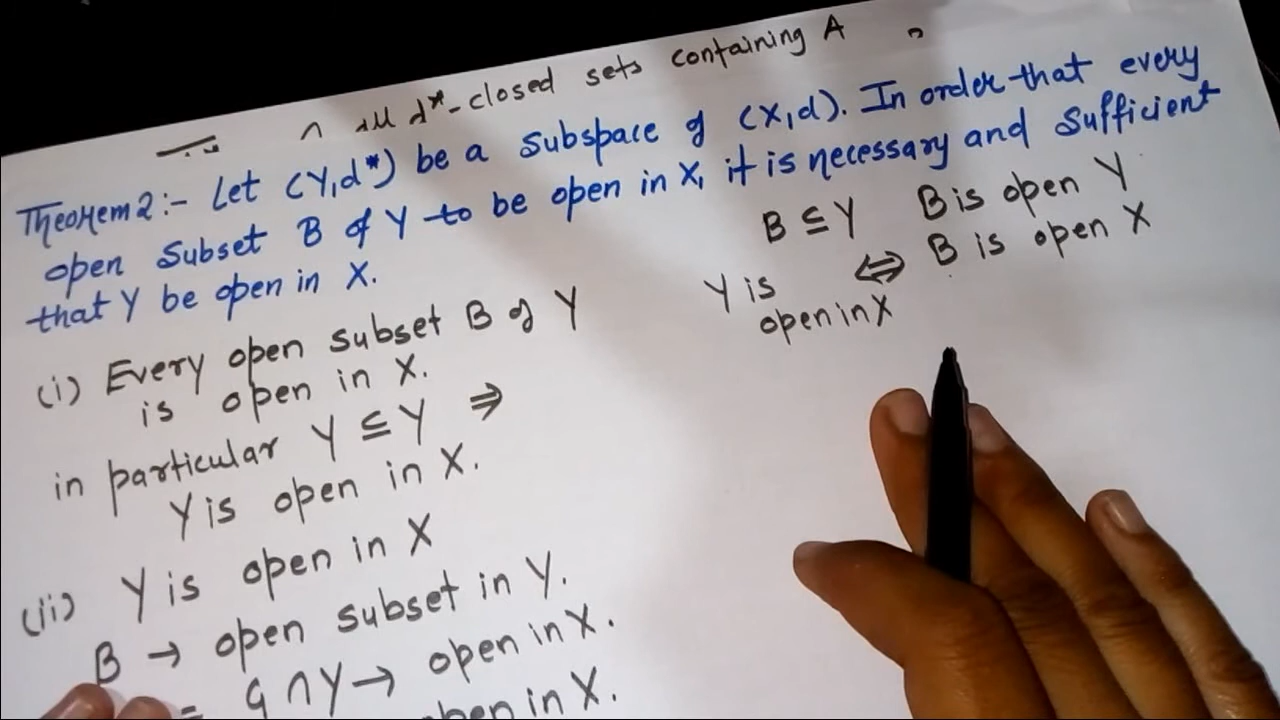 ∩ all d*-closed sets containing A
Theorem 2:- Let (Y,d*) be a subspace of (X,d). In order that every
open subset B of Y to be open in X, it is necessary and sufficient
that Y be open in X.
B ⊆ Y B is open Y
Y is ⇔ B is open X
open in X
(i) Every open subset B of Y
is open in X.
in particular Y ⊆ Y ⇒
Y is open in X.
(ii) Y is open in X
B → open subset in Y.
= G ∩ Y → open in X.
open in X.